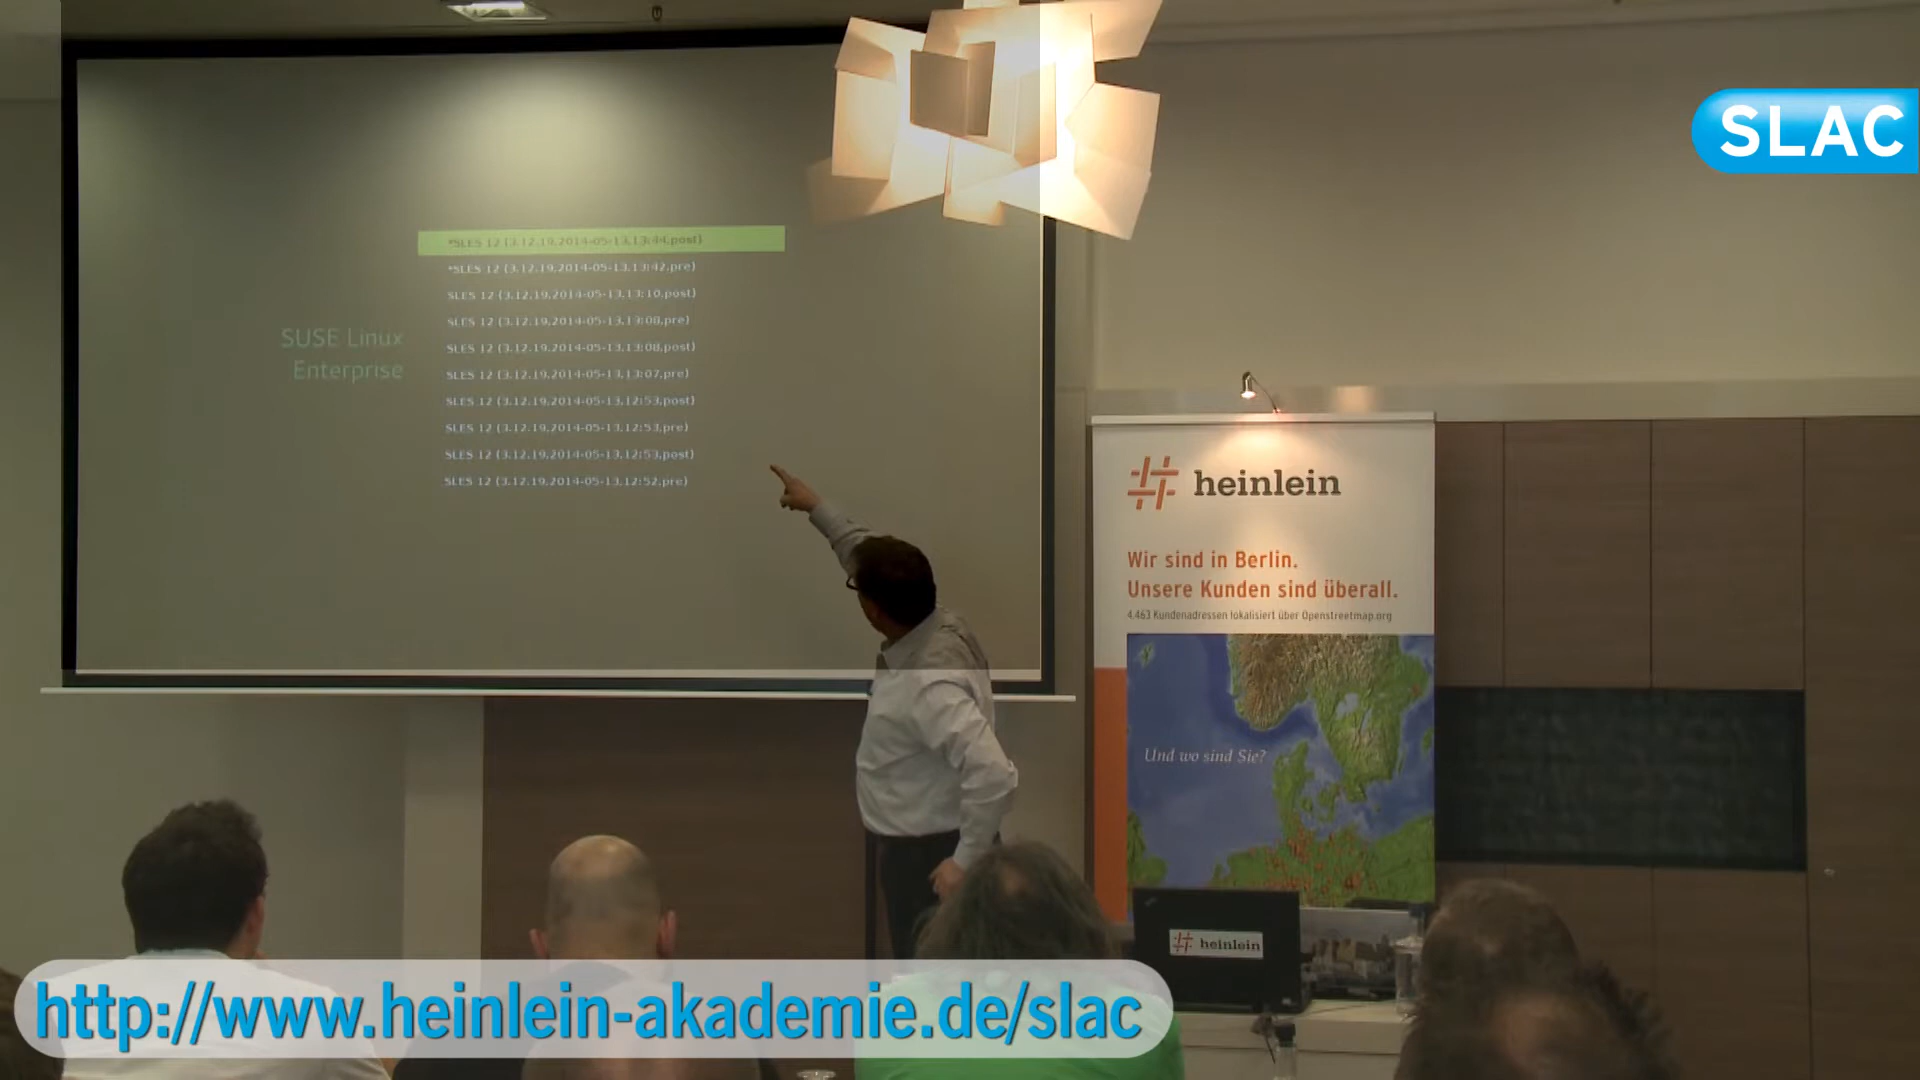 SLAC
*SLES 12 (3.12.19,2014-05-13,13:44,post)
*SLES 12 (3.12.19,2014-05-13,13:42,pre)
SLES 12 (3.12.19,2014-05-13,13:10,post)
SLES 12 (3.12.19,2014-05-13,13:08,pre)
SLES 12 (3.12.19,2014-05-13,13:08,post)
SLES 12 (3.12.19,2014-05-13,13:07,pre)
SLES 12 (3.12.19,2014-05-13,12:53,post)
SLES 12 (3.12.19,2014-05-13,12:53,pre)
SLES 12 (3.12.19,2014-05-13,12:53,post)
SLES 12 (3.12.19,2014-05-13,12:52,pre)
SUSE Linux
Enterprise
heinlein
Wir sind in Berlin.
Unsere Kunden sind überall.
4.463 Kundenadressen lokalisiert über Openstreetmap.org
Und wo sind Sie?
heinlein
http://www.heinlein-akademie.de/slac